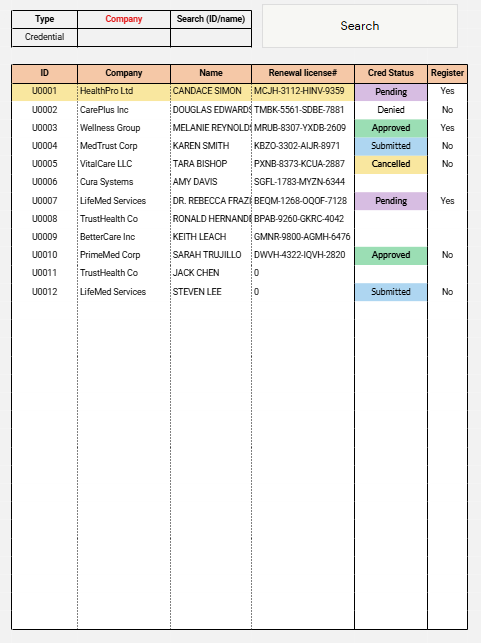 Type Company Search (ID/name) Search
Credential
ID Company Name Renewal license# Cred Status Register
U0001 HealthPro Ltd CANDACE SIMON MCJH-3112-HINV-9359 Pending Yes
U0002 CarePlus Inc DOUGLAS EDWARDS TMBK-5561-SDBE-7881 Denied No
U0003 Wellness Group MELANIE REYNOLD MRUB-8307-YXDB-2609 Approved Yes
U0004 MedTrust Corp KAREN SMITH KBZO-3302-AIJR-8971 Submitted No
U0005 VitalCare LLC TARA BISHOP PXNB-8373-KCUA-2887 Cancelled No
U0006 Cura Systems AMY DAVIS SGFL-1783-MYZN-6344
U0007 LifeMed Services DR. REBECCA FRAZI BEQM-1268-OQOF-7128 Pending Yes
U0008 TrustHealth Co RONALD HERNANDE BPAB-9260-GKRC-4042
U0009 BetterCare Inc KEITH LEACH GMNR-9800-AGMH-6476
U0010 PrimeMed Corp SARAH TRUJILLO DWVH-4322-IQVH-2820 Approved No
U0011 TrustHealth Co JACK CHEN 0
U0012 LifeMed Services STEVEN LEE 0 Submitted No